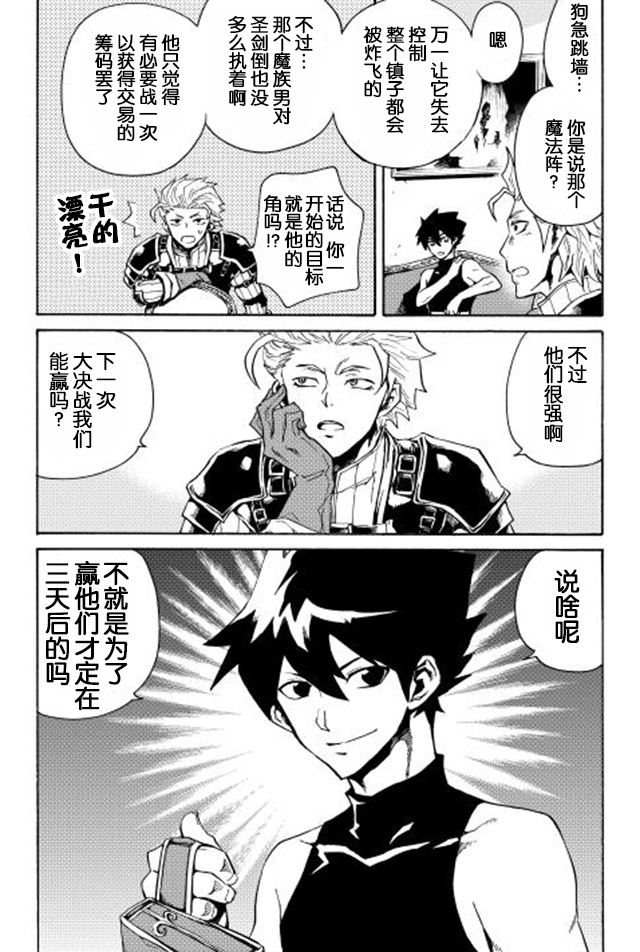 狗急跳墙…
你是说那个
魔法阵？
嗯
万一让它失去
控制
整个镇子都会
被炸飞的
不过…
那个魔族男对
圣剑倒也没
多么执着啊
他只觉得
有必要战一次
以获得交易的
筹码罢了
话说 你一
开始的目标
就是他的
角吗!?
干的
漂亮！
不过
他们很强啊
下一次
大决战我们
能赢吗？
说啥呢
不就是为了
赢他们才定在
三天后的吗